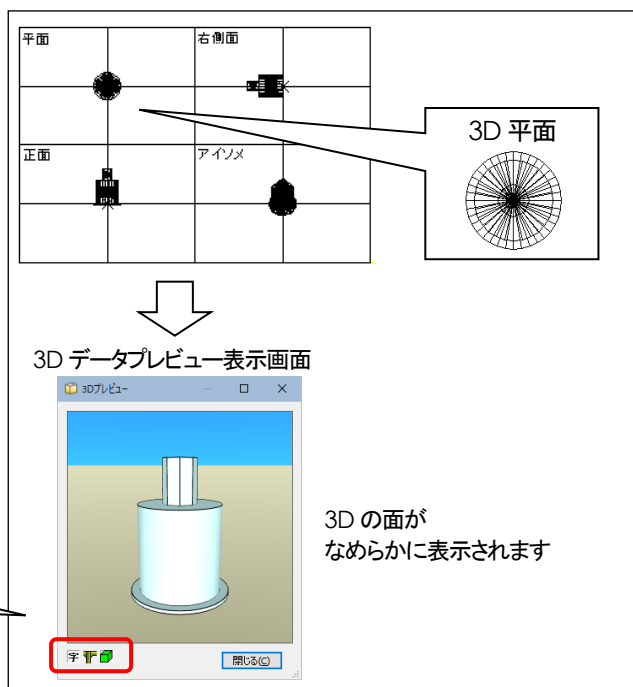 平面
右側面
3D 平面
正面
アイソメ
3D データプレビュー表示画面
3Dプレビュー
3D の面が
なめらかに表示されます
字
閉じる(C)